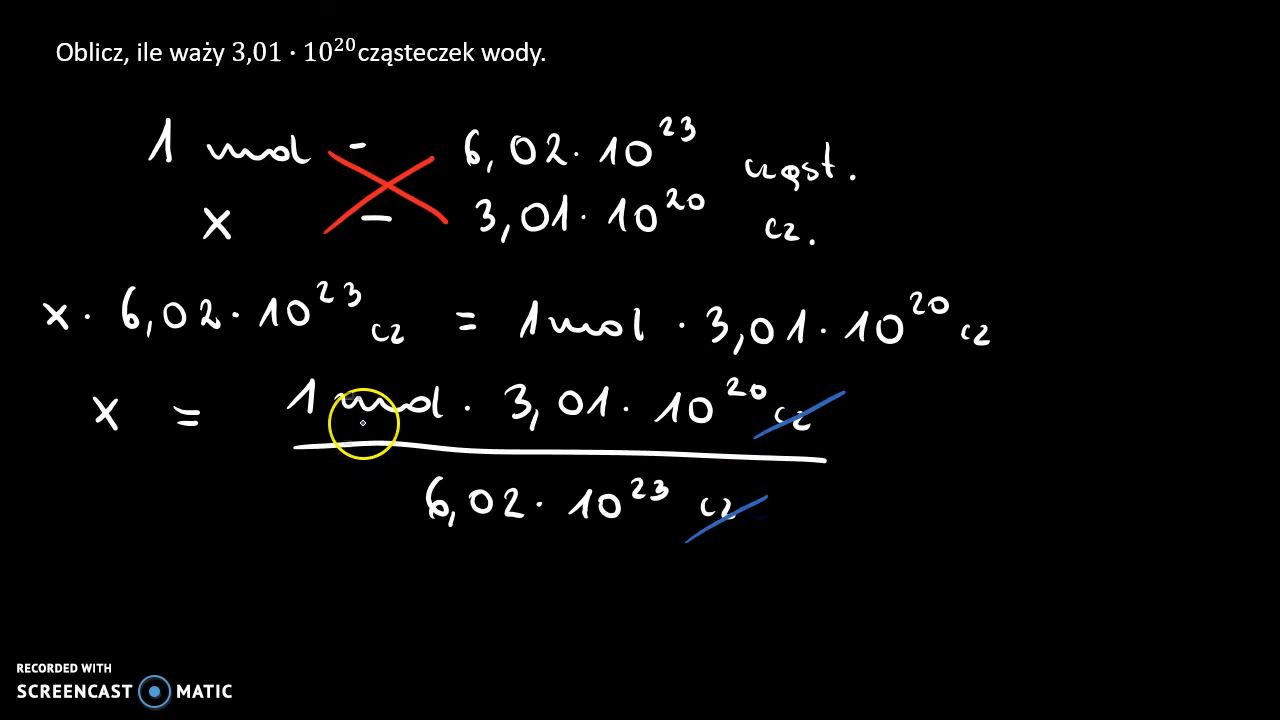 Oblicz, ile waży 3,01 · 10²⁰ cząsteczek wody.
1 mol - 6,02 · 10²³ cząst.
x - 3,01 · 10²⁰ cz.
x · 6,02 · 10²³ cz = 1 mol · 3,01 · 10²⁰ cz
x = 1 mol · 3,01 · 10²⁰ cz
6,02 · 10²³ cz
RECORDED WITH
SCREENCAST MATIC